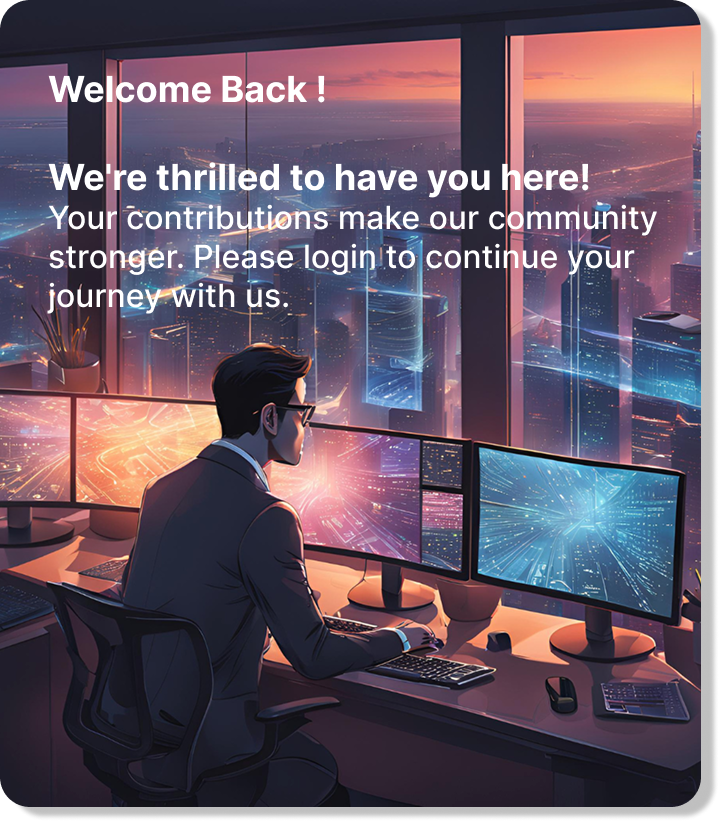 Welcome Back !
We're thrilled to have you here!
Your contributions make our community
stronger. Please login to continue your
journey with us.